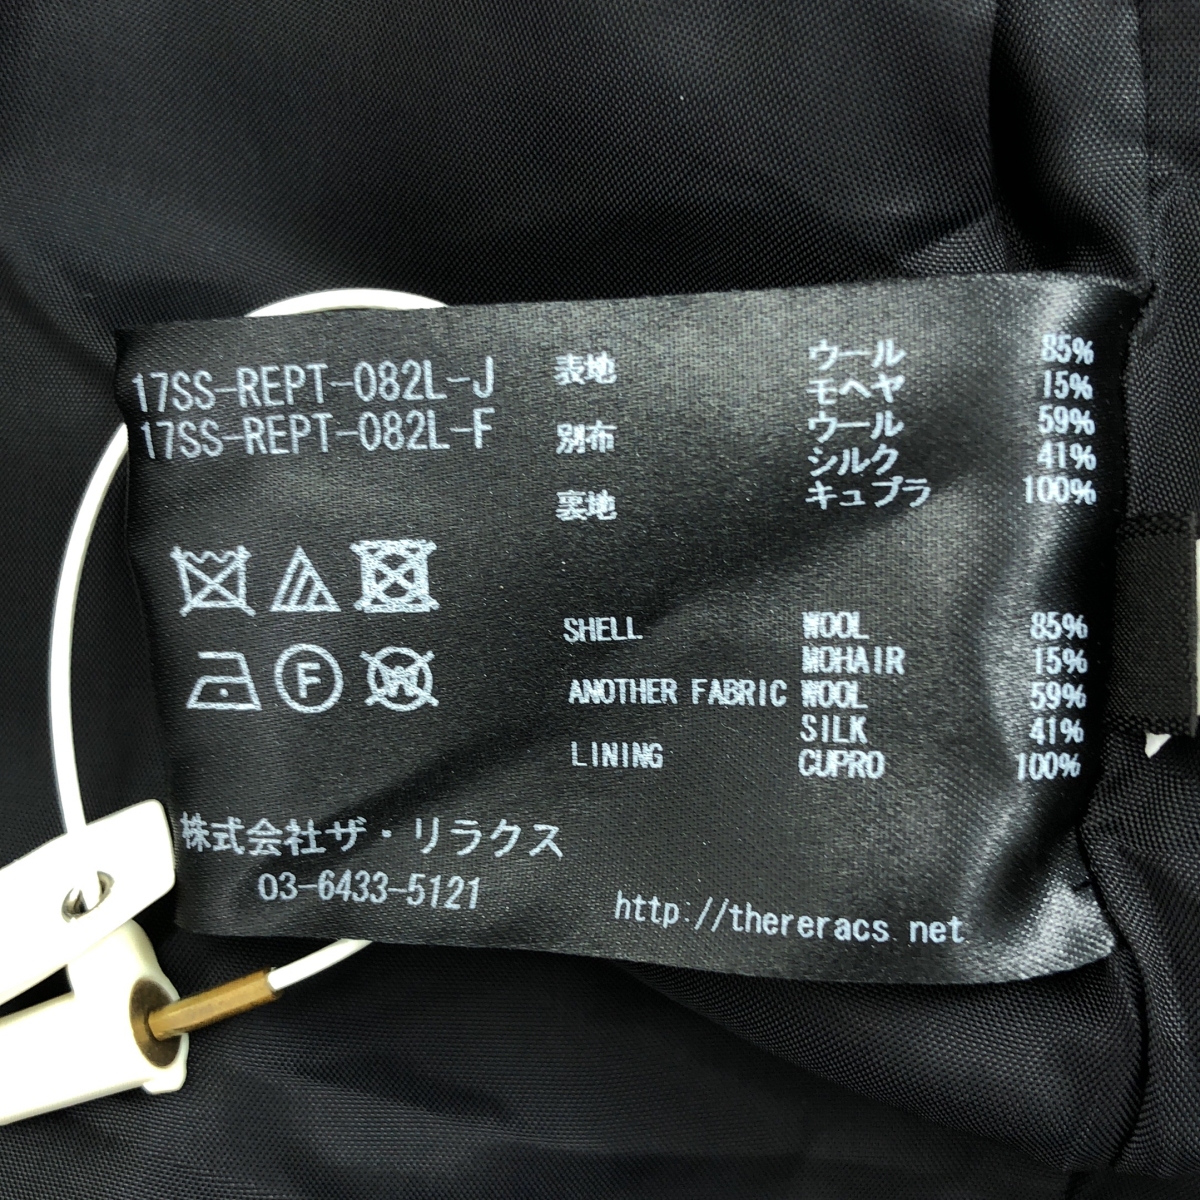 17SS-REPT-082L-J
17SS-REPT-082L-F
表地 ウール 85%
モヘヤ 15%
別布 ウール 59%
シルク 41%
裏地 キュプラ 100%
F
W
SHELL WOOL 85%
MOHAIR 15%
ANOTHER FABRIC WOOL 59%
SILK 41%
LINING CUPRO 100%
株式会社ザ・リラクス
03-6433-5121
http://thereracs.net